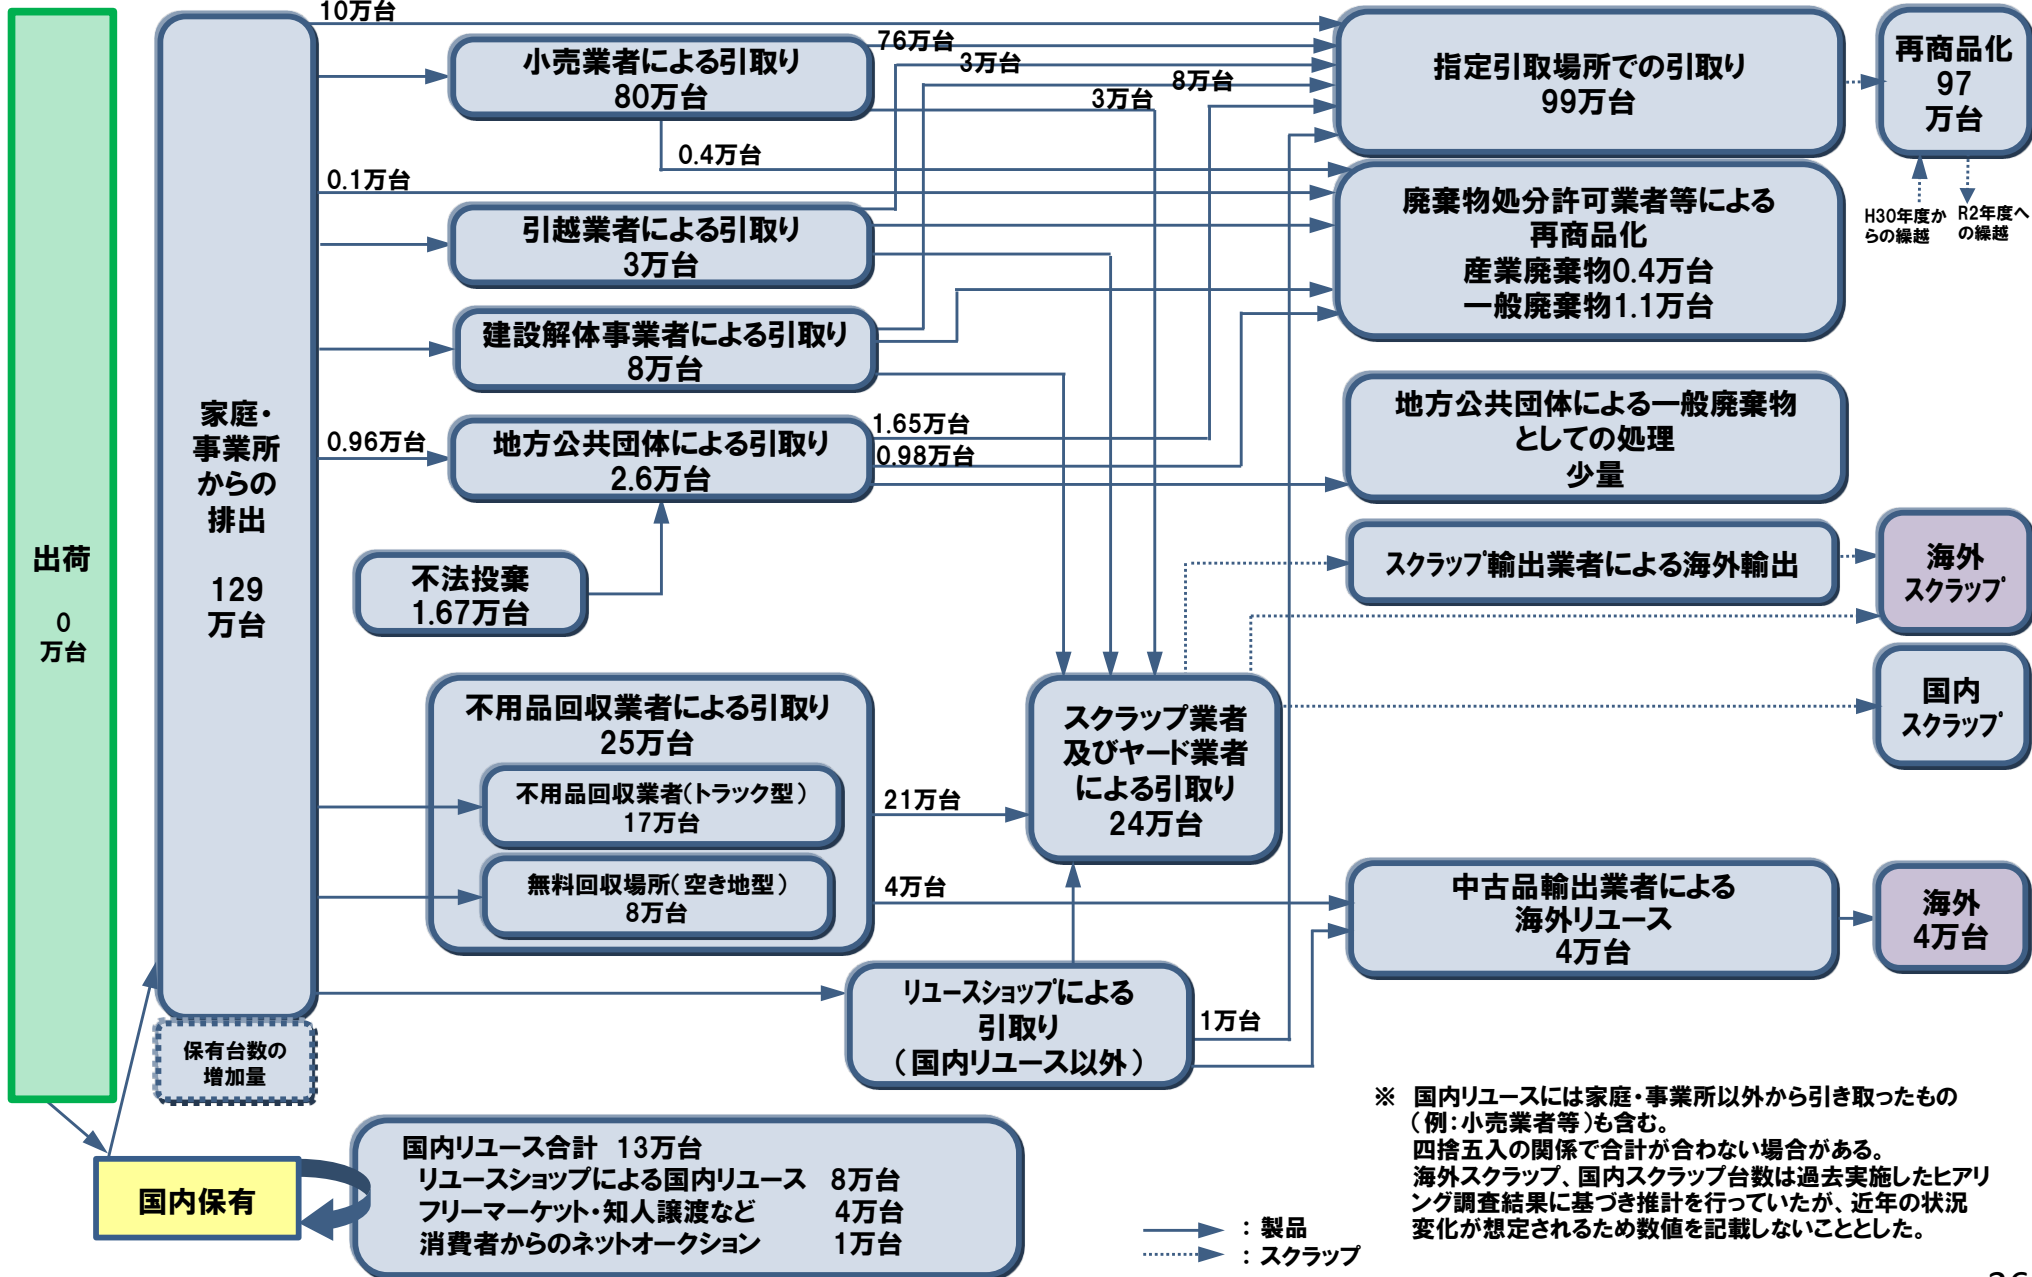 出荷
0
万台
家庭・
事業所
からの
排出
129
万台
保有台数の
増加量
国内保有
10万台
小売業者による引取り
80万台
76万台
3万台
8万台
3万台
0.4万台
0.1万台
引越業者による引取り
3万台
建設解体事業者による引取り
8万台
0.96万台
地方公共団体による引取り
2.6万台
1.65万台
0.98万台
不法投棄
1.67万台
不用品回収業者による引取り
25万台
不用品回収業者(トラック型)
17万台
無料回収場所(空き地型)
8万台
21万台
4万台
スクラップ業者
及びヤード業者
による引取り
24万台
リユースショップによる
引取り
(国内リユース以外)
1万台
指定引取場所での引取り
99万台
再商品化
97
万台
H30年度か
らの繰越
R2年度へ
の繰越
廃棄物処分許可業者等による
再商品化
産業廃棄物0.4万台
一般廃棄物1.1万台
地方公共団体による一般廃棄物
としての処理
少量
スクラップ輸出業者による海外輸出
海外
スクラップ
国内
スクラップ
中古品輸出業者による
海外リユース
4万台
海外
4万台
国内リユース合計 13万台
リユースショップによる国内リユース 8万台
フリーマーケット・知人譲渡など 4万台
消費者からのネットオークション 1万台
：製品
：スクラップ
※ 国内リユースには家庭・事業所以外から引き取ったもの
(例：小売業者等)も含む。
四捨五入の関係で合計が合わない場合がある。
海外スクラップ、国内スクラップ台数は過去実施したヒアリ
ング調査結果に基づき推計を行っていたが、近年の状況
変化が想定されるため数値を記載しないこととした。